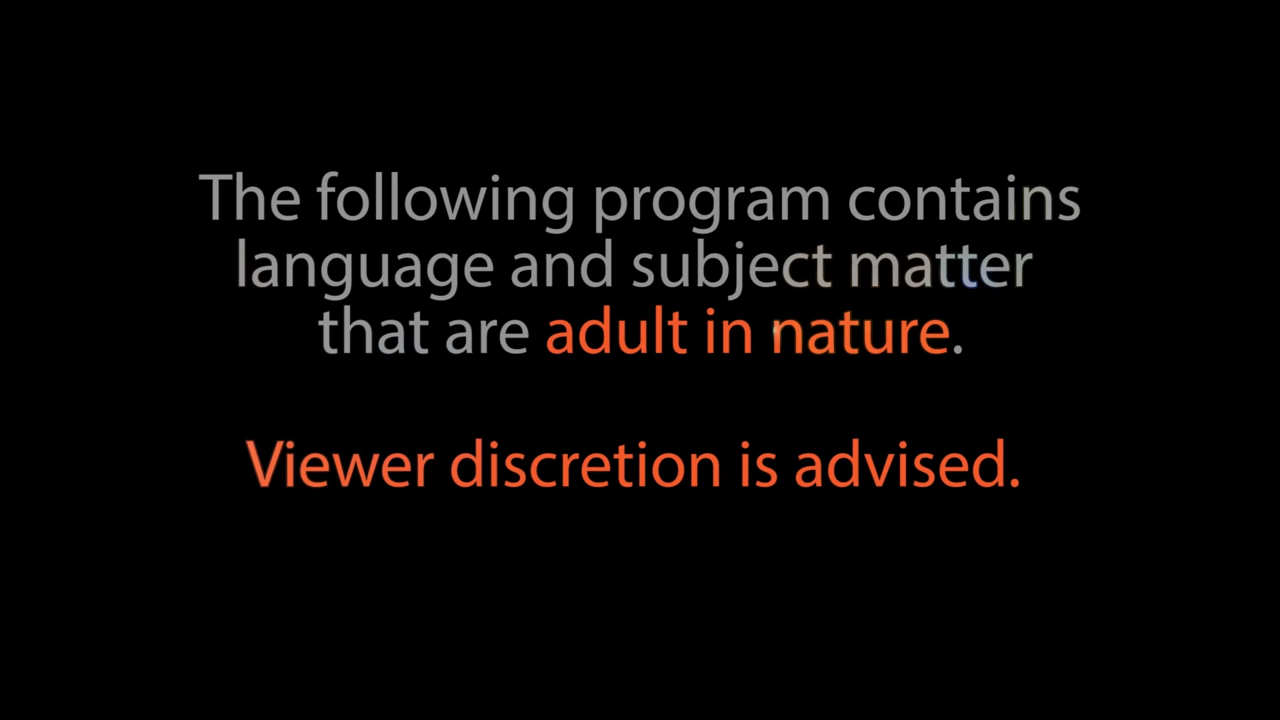 The following program contains
language and subject matter
that are adult in nature.
Viewer discretion is advised.